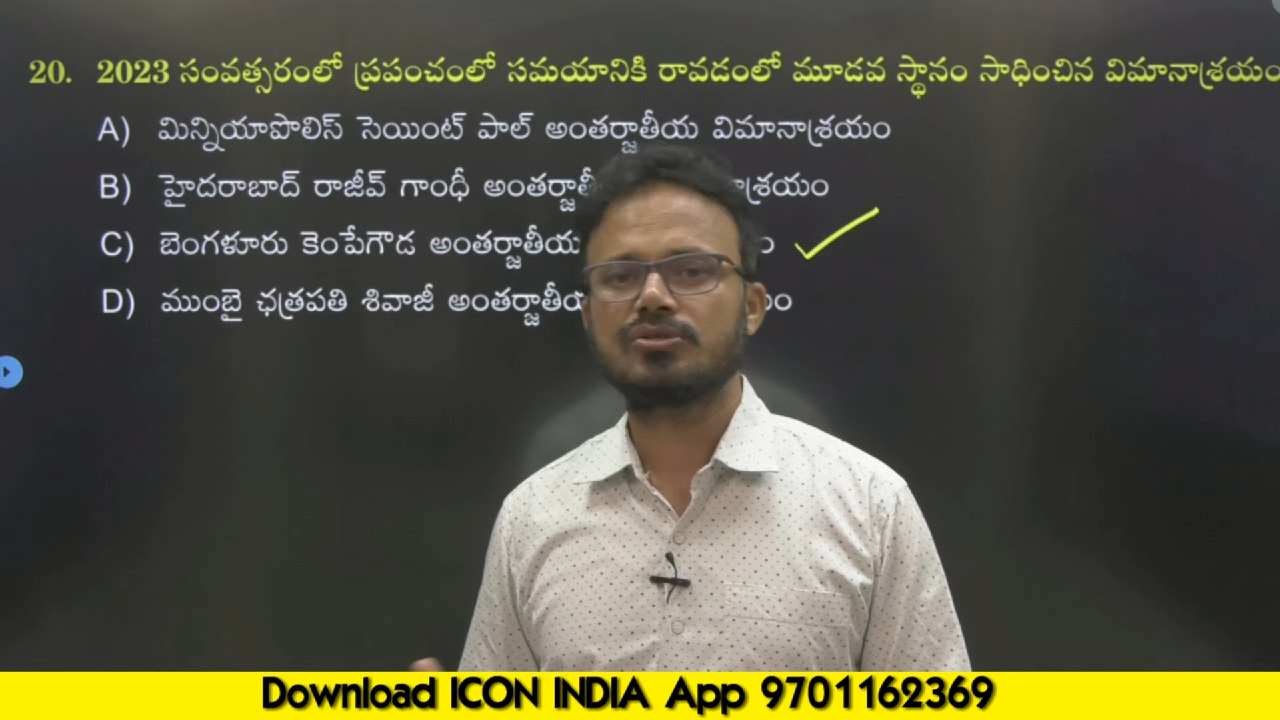 20. 2023 సంవత్సరంలో ప్రపంచంలో సమయానికి రావడంలో మూడవ స్థానం సాధించిన విమానాశ్రయం
A) మిన్నియాపొలిస్ సెయింట్ పాల్ అంతర్జాతీయ విమానాశ్రయం
B) హైదరాబాద్ రాజీవ్ గాంధీ
C) బెంగళూరు కెంపేగౌడ అంతర్జాతీయ
D) ముంబై ఛత్రపతి శివాజీ అంతర్జాతీయ
Download ICON INDIA App 9701162369